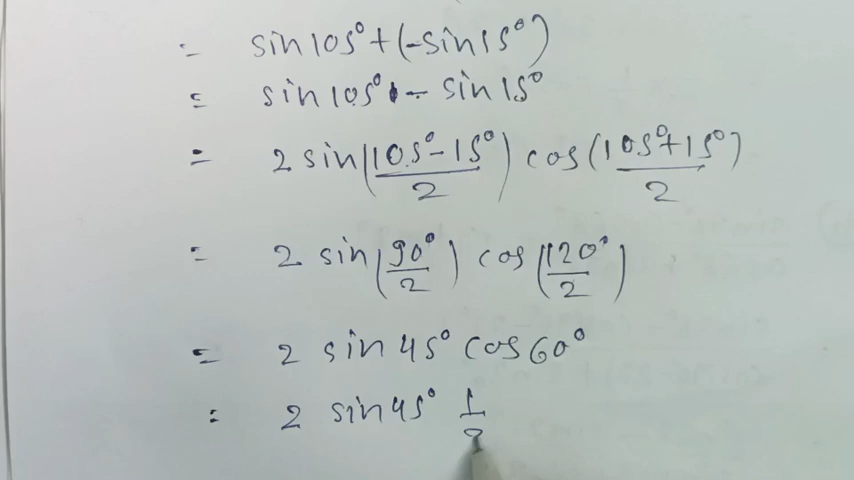 = sin105° + (-sin15°)
= sin105° - sin15°
= 2 sin((105° - 15°)/2) cos((105° + 15°)/2)
= 2 sin(90°/2) cos(120°/2)
= 2 sin45° cos60°
= 2 sin45° 1/2